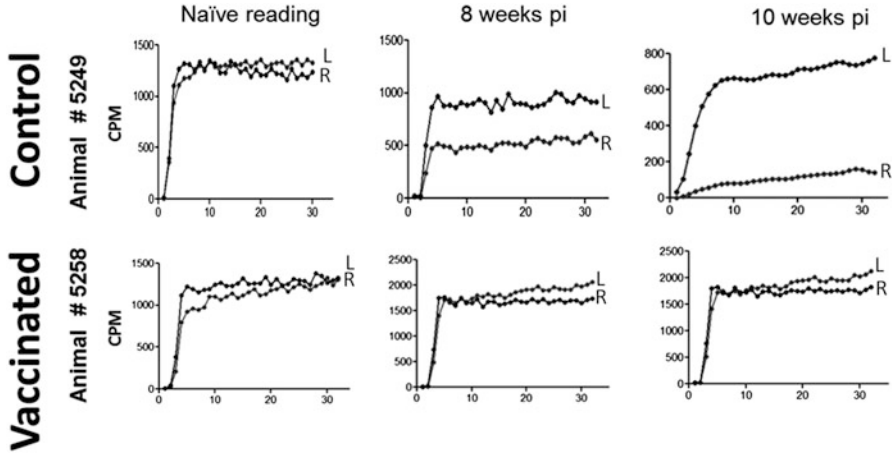 Naïve reading
8 weeks pi
10 weeks pi
Control
Animal # 5249
CPM
1500
1000
500
0
0
10
20
30
L
R
1500
1000
500
0
0
10
20
30
L
R
800
600
400
200
0
0
10
20
30
L
R
Vaccinated
Animal # 5258
CPM
1500
1000
500
0
0
10
20
30
L
R
2500
2000
1500
1000
500
0
0
10
20
30
L
R
2500
2000
1500
1000
500
0
0
10
20
30
L
R